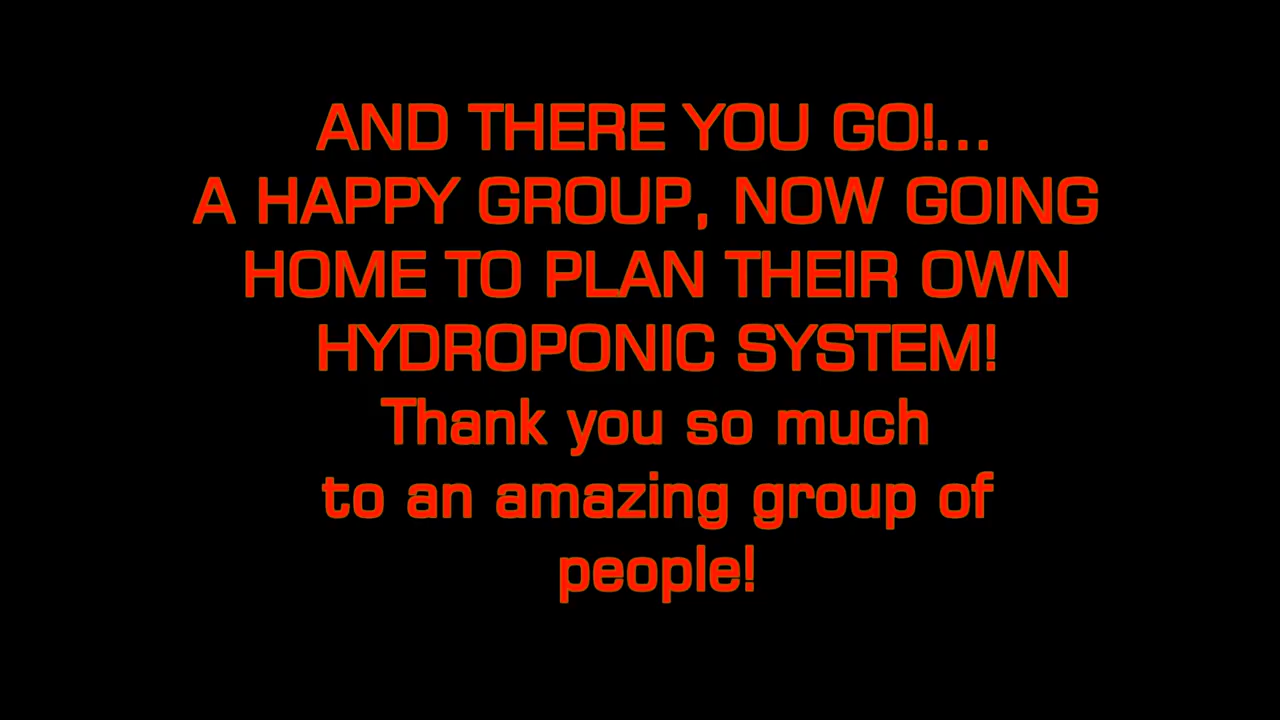 AND THERE YOU GO!...
A HAPPY GROUP, NOW GOING
HOME TO PLAN THEIR OWN
HYDROPONIC SYSTEM!
Thank you so much
to an amazing group of
people!